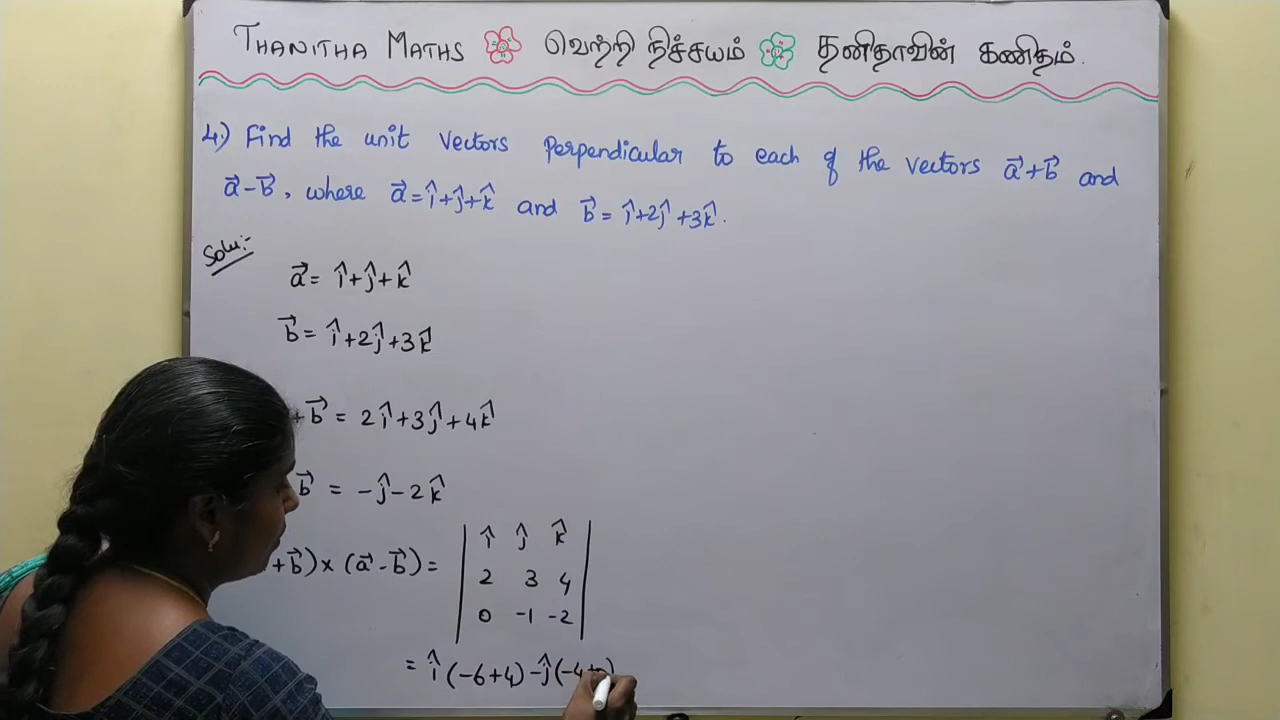 THANITHA MATHS வெற்றி நிச்சயம் தனிதாவின் கணிதம்.
4.) Find the unit vectors perpendicular to each of the vectors a⃗+b⃗ and
a⃗-b⃗, where a⃗=î+ĵ+k̂ and b⃗=î+2ĵ+3k̂.
Solu:-
a⃗= î+ĵ+k̂
b⃗= î+2ĵ+3k̂
+b⃗ = 2î+3ĵ+4k̂
b⃗ = -ĵ-2k̂
+b⃗)×(a⃗-b⃗)=
î ĵ k̂
2 3 4
0 -1 -2
= î(-6+4)-ĵ(-4+